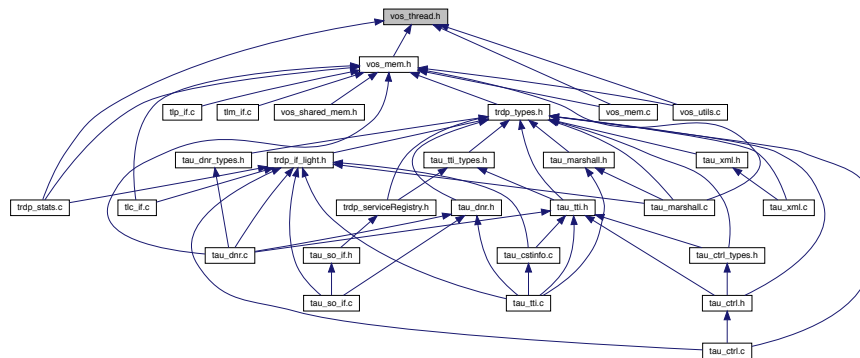 vos_thread.h
vos_mem.h
tlp_if.c
tlm_if.c
vos_shared_mem.h
trdp_types.h
vos_mem.c
vos_utils.c
tau_dnr_types.h
trdp_if_light.h
tau_tti_types.h
tau_marshall.h
tau_xml.h
trdp_stats.c
tlc_if.c
trdp_serviceRegistry.h
tau_dnr.h
tau_tti.h
tau_marshall.c
tau_xml.c
tau_dnr.c
tau_so_if.h
tau_cstinfo.c
tau_ctrl_types.h
tau_so_if.c
tau_tti.c
tau_ctrl.h
tau_ctrl.c